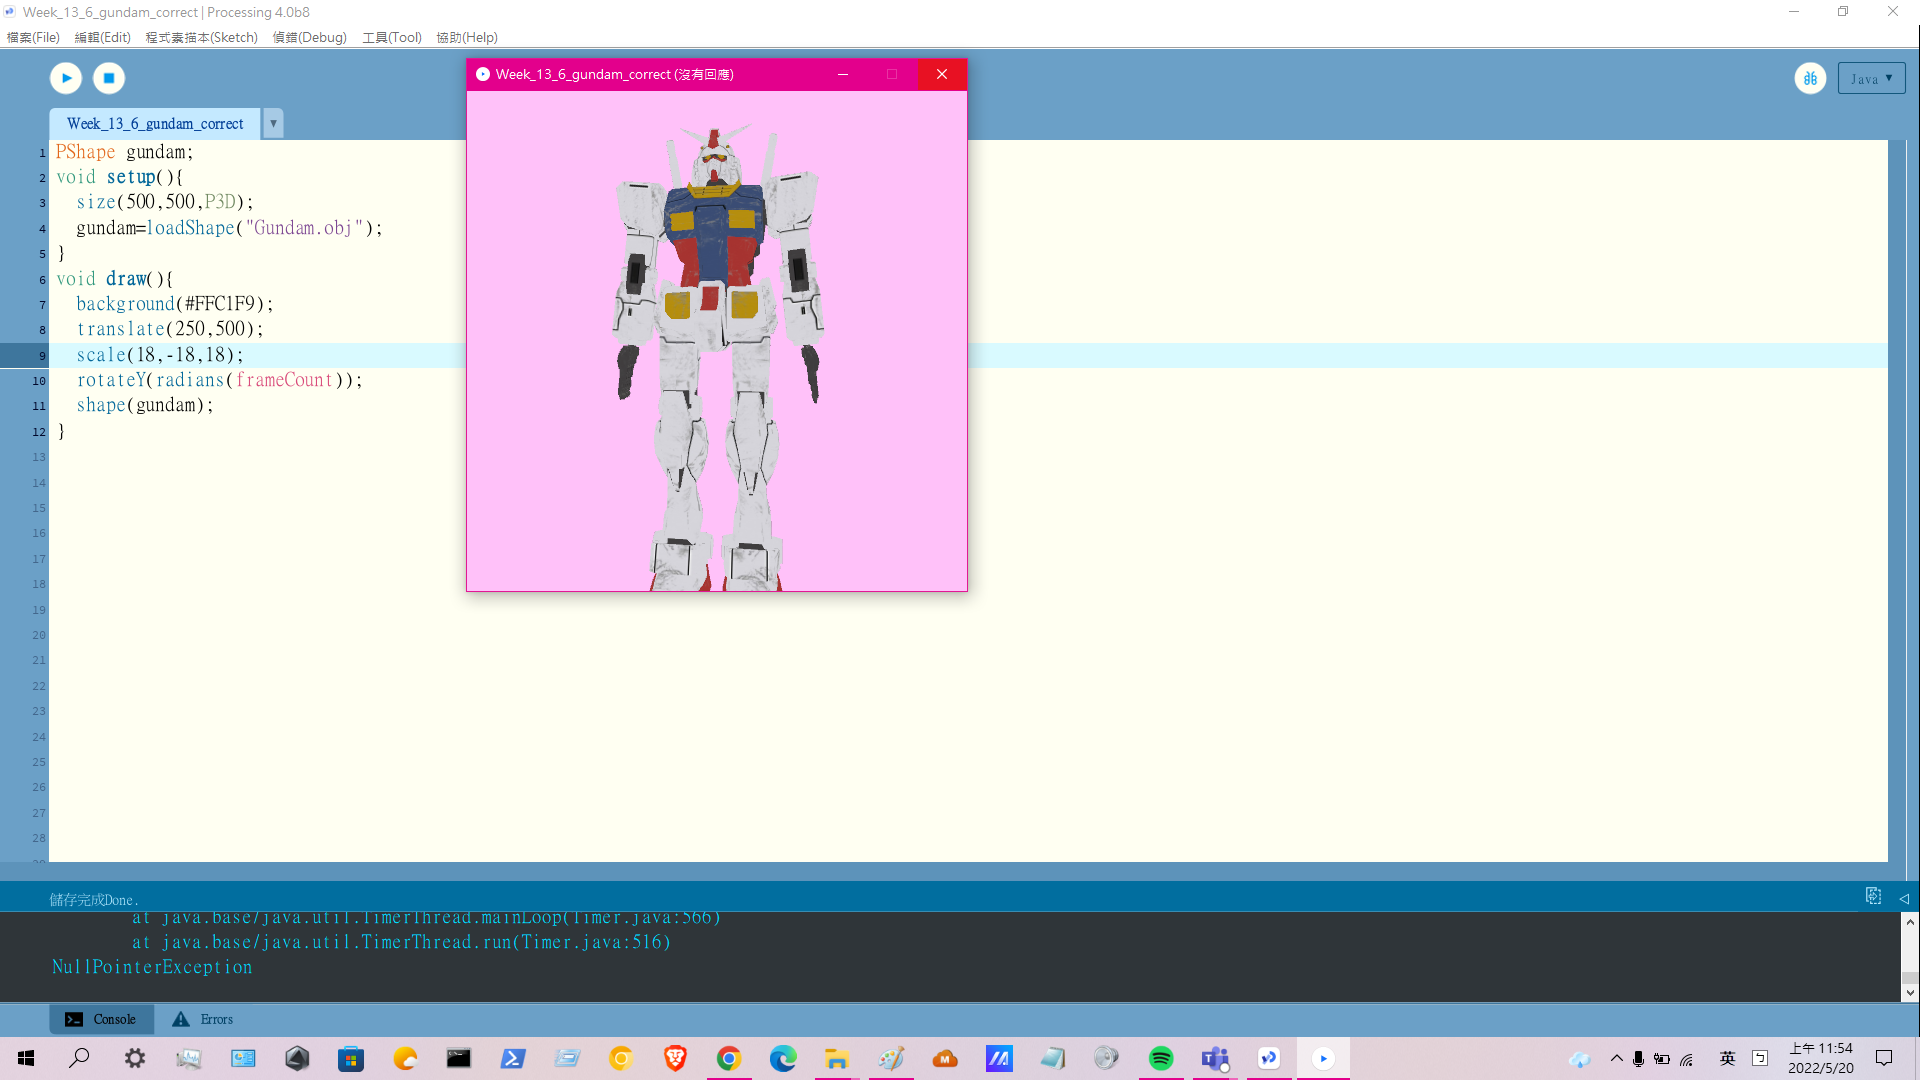 Week_13_6_gundam_correct | Processing 4.0b8
檔案(File) 編輯(Edit) 程式素描本(Sketch) 偵錯(Debug) 工具(Tool) 協助(Help)
Java ▼
Week_13_6_gundam_correct ▼
Week_13_6_gundam_correct (沒有回應)
1 PShape gundam;
2 void setup(){
3 size(500,500,P3D);
4 gundam=loadShape("Gundam.obj");
5 }
6 void draw(){
7 background(#FFC1F9);
8 translate(250,500);
9 scale(18,-18,18);
10 rotateY(radians(frameCount));
11 shape(gundam);
12 }
13
14
15
16
17
18
19
20
21
22
23
24
25
26
27
28
儲存完成Done.
at java.base/java.util.TimerThread.mainLoop(Timer.java:566)
at java.base/java.util.TimerThread.run(Timer.java:516)
NullPointerException
Console Errors
英 ㄅ 上午 11:54
2022/5/20